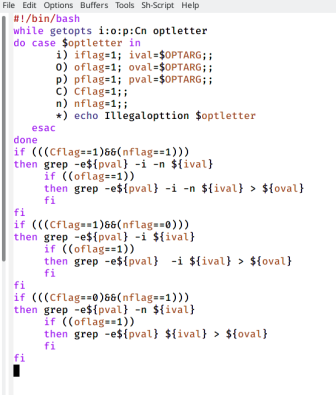 File Edit Options Buffers Tools Sh-Script Help
#!/bin/bash
while getopts i:o:p:Cn optletter
do case $optletter in
       i) iflag=1; ival=$OPTARG;;
       O) oflag=1; oval=$OPTARG;;
       p) pflag=1; pval=$OPTARG;;
       C) Cflag=1;;
       n) nflag=1;;
       *) echo Illegalopttion $optletter
   esac
done
if (((Cflag==1)&&(nflag==1)))
then grep -e${pval} -i -n ${ival}
     if ((oflag==1))
     then grep -e${pval} -i -n ${ival} > ${oval}
     fi
fi
if (((Cflag==1)&&(nflag==0)))
then grep -e${pval} -i ${ival}
     if ((oflag==1))
     then grep -e${pval}  -i ${ival} > ${oval}
     fi
fi
if (((Cflag==0)&&(nflag==1)))
then grep -e${pval} -n ${ival}
     if ((oflag==1))
     then grep -e${pval} ${ival} > ${oval}
     fi
fi